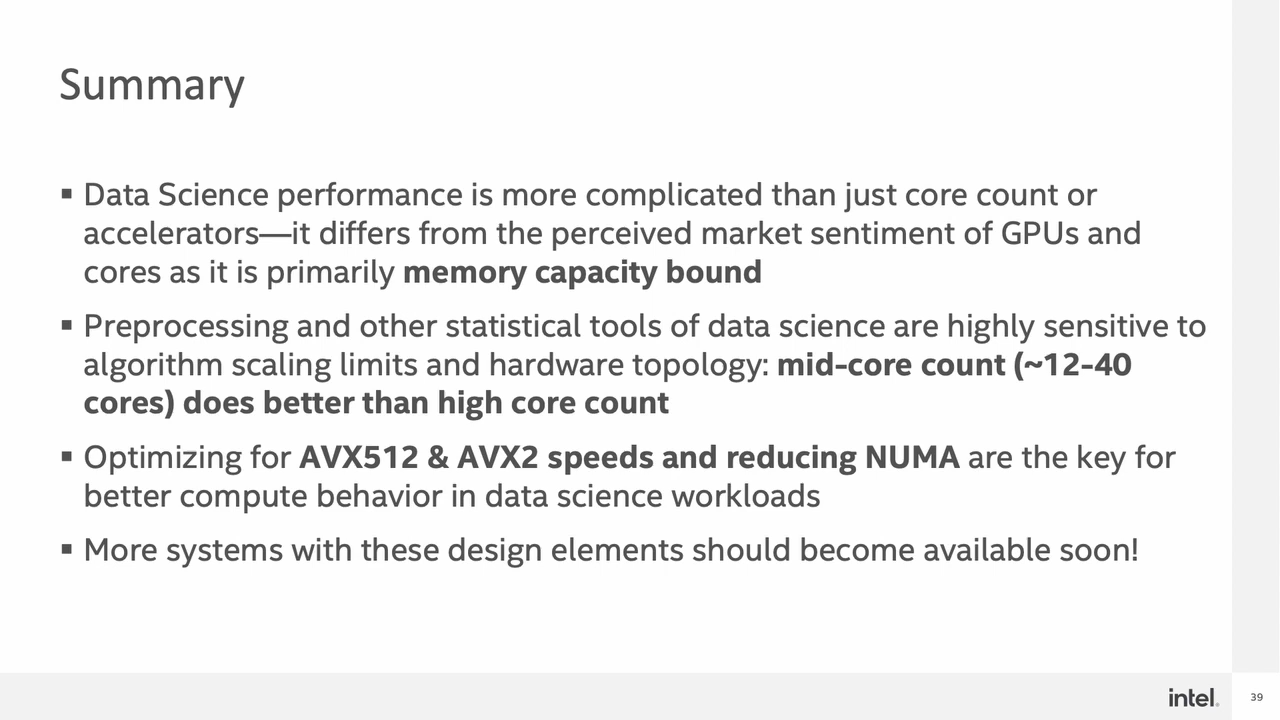 Summary
▪ Data Science performance is more complicated than just core count or
accelerators—it differs from the perceived market sentiment of GPUs and
cores as it is primarily memory capacity bound
▪ Preprocessing and other statistical tools of data science are highly sensitive to
algorithm scaling limits and hardware topology: mid-core count (~12-40
cores) does better than high core count
▪ Optimizing for AVX512 & AVX2 speeds and reducing NUMA are the key for
better compute behavior in data science workloads
▪ More systems with these design elements should become available soon!
intel.
39